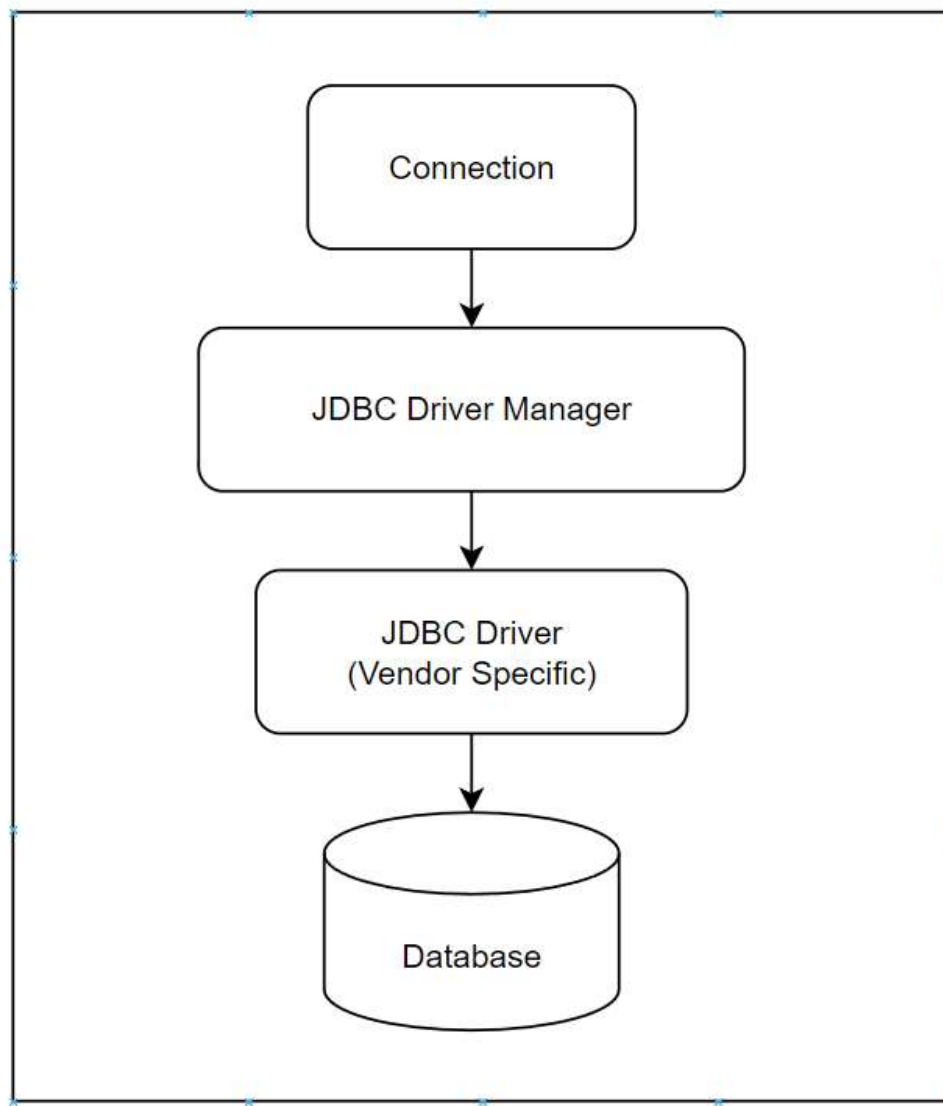 Connection
JDBC Driver Manager
JDBC Driver
(Vendor Specific)
Database